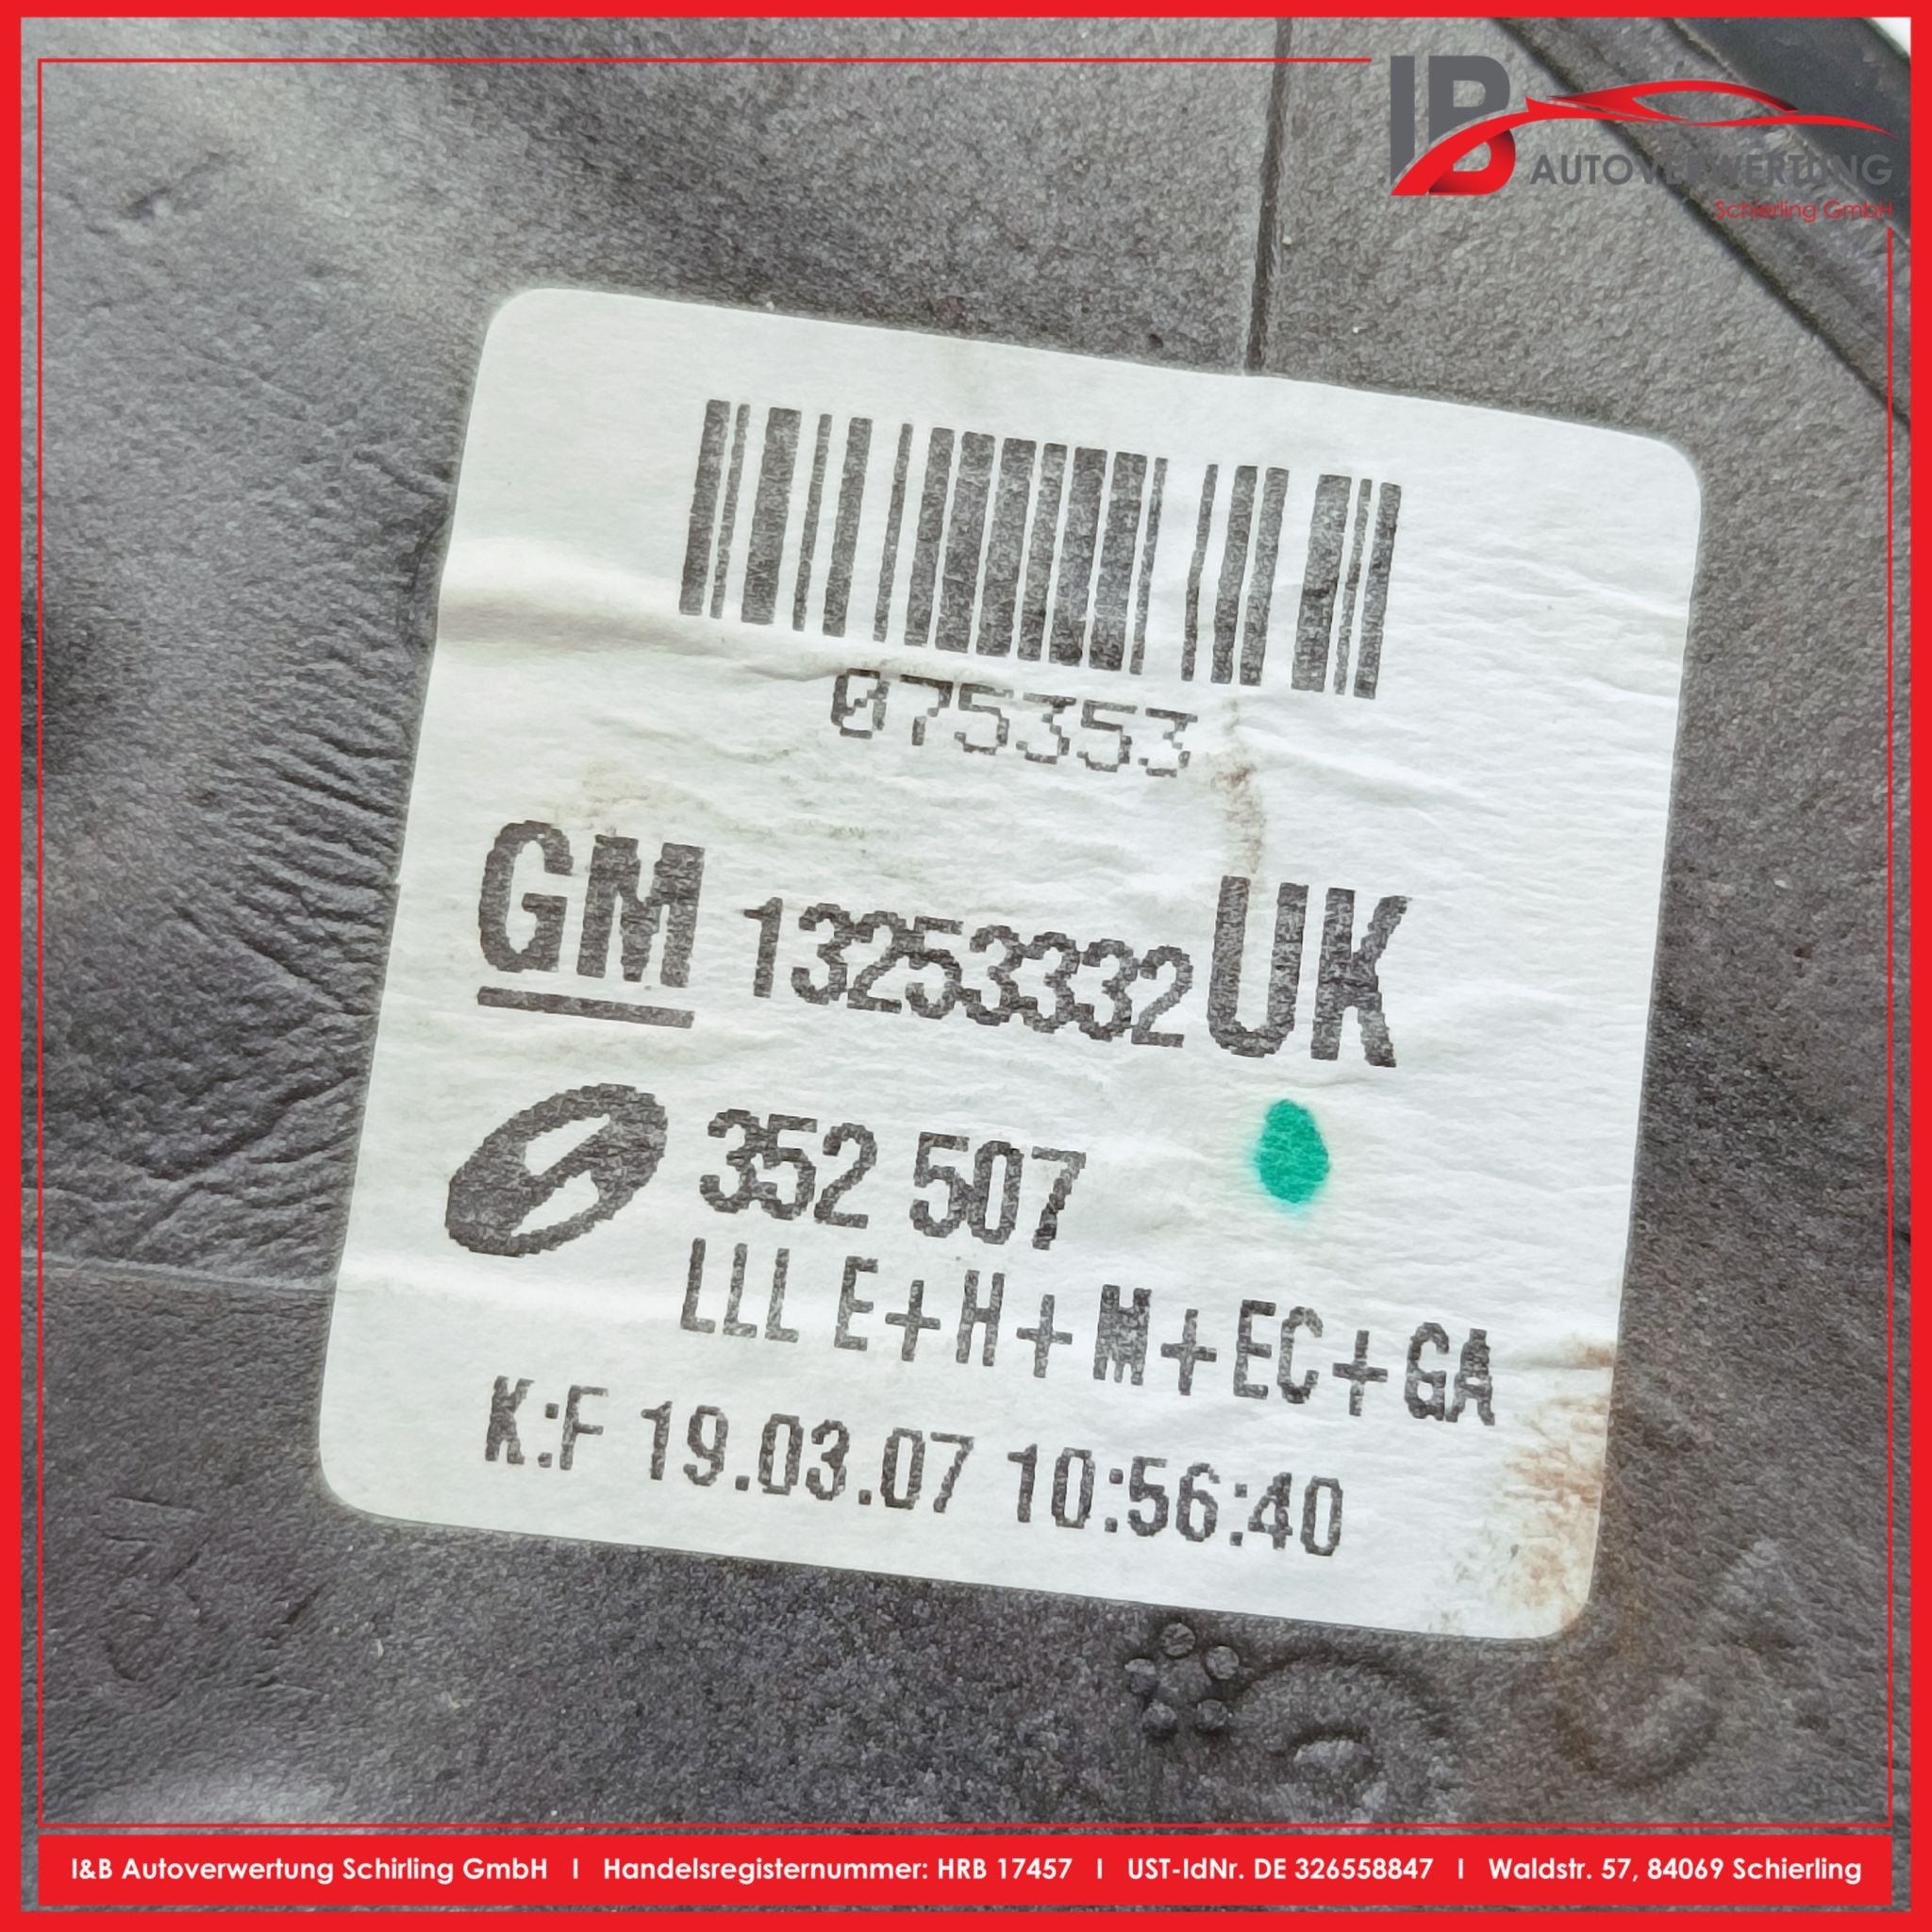 IB
AUTOVERWERTUNG
Schierling GmbH
075353
GM 13253332 UK
352 507
LLL E+H+M+EC+GA
K:F 19.03.07 10:56:40
I&B Autoverwertung Schirling GmbH I Handelsregisternummer: HRB 17457 I UST-IdNr. DE 326558847 I Waldstr. 57, 84069 Schierling